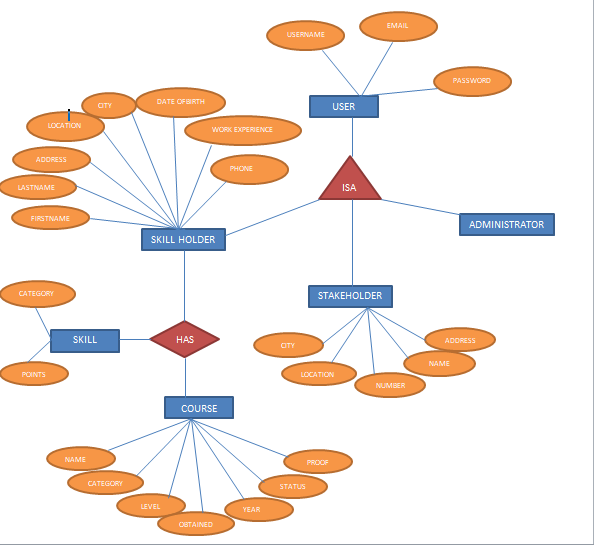 EMAIL
USERNAME
PASSWORD
USER
CITY
DATE OFBIRTH
LOCATION
WORK EXPERIENCE
ADDRESS
PHONE
LASTNAME
FIRSTNAME
ISA
SKILL HOLDER
ADMINISTRATOR
CATEGORY
STAKEHOLDER
SKILL
HAS
CITY
ADDRESS
NAME
POINTS
LOCATION
NUMBER
COURSE
NAME
PROOF
CATEGORY
STATUS
LEVEL
YEAR
OBTAINED